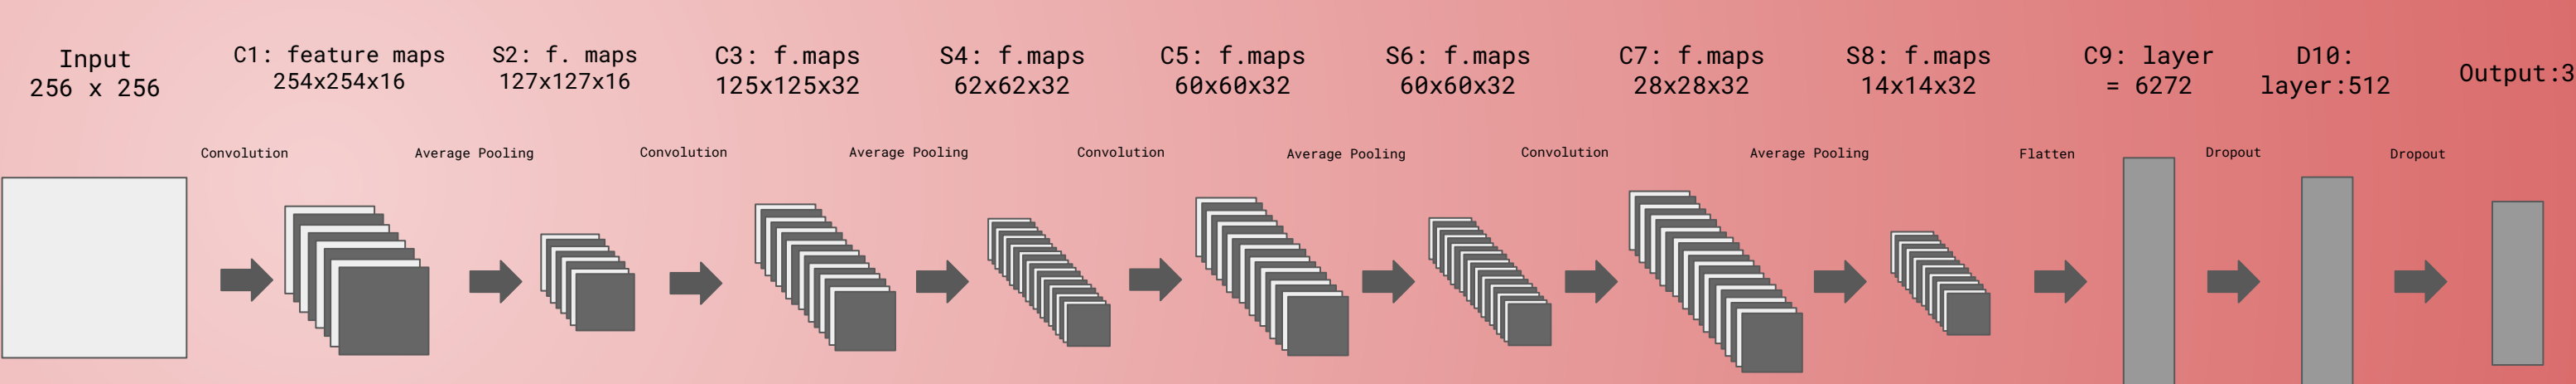 Input
256 x 256
C1: feature maps
254x254x16
S2: f. maps
127x127x16
C3: f.maps
125x125x32
S4: f.maps
62x62x32
C5: f.maps
60x60x32
S6: f.maps
60x60x32
C7: f.maps
28x28x32
S8: f.maps
14x14x32
C9: layer
= 6272
D10:
layer:512
Output:3
Convolution
Average Pooling
Convolution
Average Pooling
Convolution
Average Pooling
Convolution
Average Pooling
Flatten
Dropout
Dropout